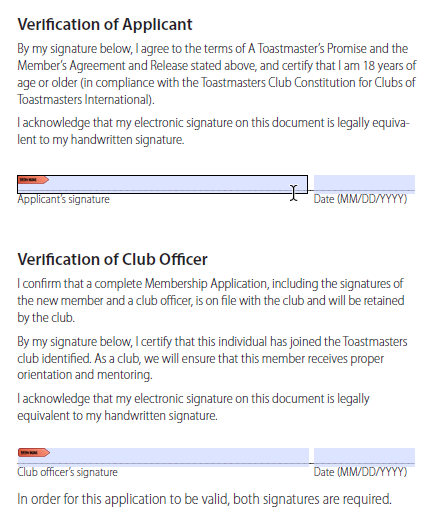 Verification of Applicant
By my signature below, I agree to the terms of A Toastmaster's Promise and the
Member's Agreement and Release stated above, and certify that I am 18 years of
age or older (in compliance with the Toastmasters Club Constitution for Clubs of
Toastmasters International).
I acknowledge that my electronic signature on this document is legally equiva-
lent to my handwritten signature.
Applicant's signature
Date (MM/DD/YYYY)
Verification of Club Officer
I confirm that a complete Membership Application, including the signatures of
the new member and a club officer, is on file with the club and will be retained
by the club.
By my signature below, I certify that this individual has joined the Toastmasters
club identified. As a club, we will ensure that this member receives proper
orientation and mentoring.
I acknowledge that my electronic signature on this document is legally
equivalent to my handwritten signature.
Club officer's signature
Date (MM/DD/YYYY)
In order for this application to be valid, both signatures are required.